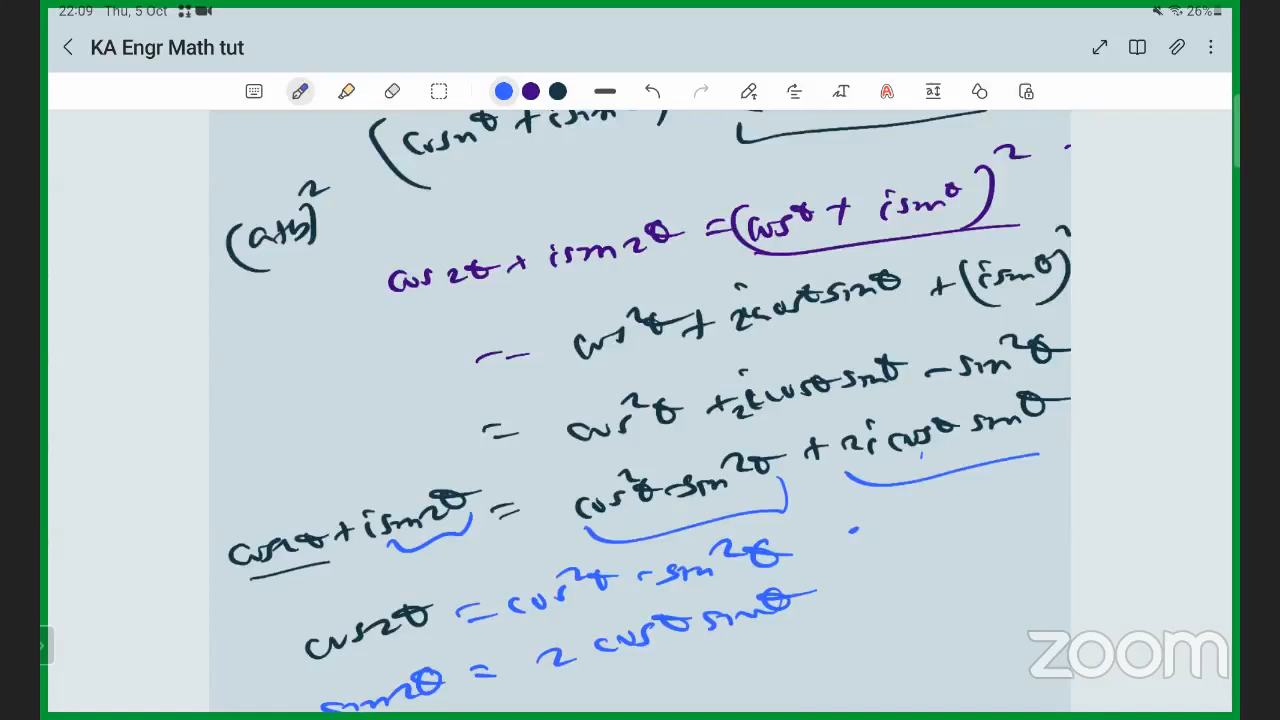 22:09 Thu, 5 Oct 26%
KA Engr Math tut
(cosθ + isinθ)
(a+b)²
cos2θ + isin2θ = (cosθ + isinθ)²
= cos²θ + 2icosθsinθ + (isinθ)²
= cos²θ + 2icosθsinθ - sin²θ
cos2θ + isin2θ = cos²θ - sin²θ + 2icosθ sinθ
cos2θ = cos²θ - sin²θ
sin2θ = 2 cosθ sinθ
zoom